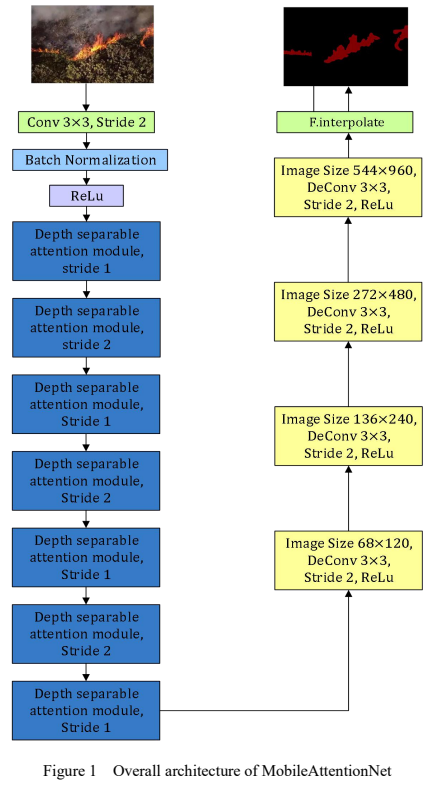 Conv 3×3, Stride 2
Batch Normalization
ReLu
Depth separable
attention module,
stride 1
Depth separable
attention module,
stride 2
Depth separable
attention module,
Stride 1
Depth separable
attention module,
Stride 2
Depth separable
attention module,
Stride 1
Depth separable
attention module,
Stride 2
Depth separable
attention module,
Stride 1
F.interpolate
Image Size 544×960,
DeConv 3×3,
Stride 2, ReLu
Image Size 272×480,
DeConv 3×3,
Stride 2, ReLu
Image Size 136×240,
DeConv 3×3,
Stride 2, ReLu
Image Size 68×120,
DeConv 3×3,
Stride 2, ReLu
Figure 1 Overall architecture of MobileAttentionNet